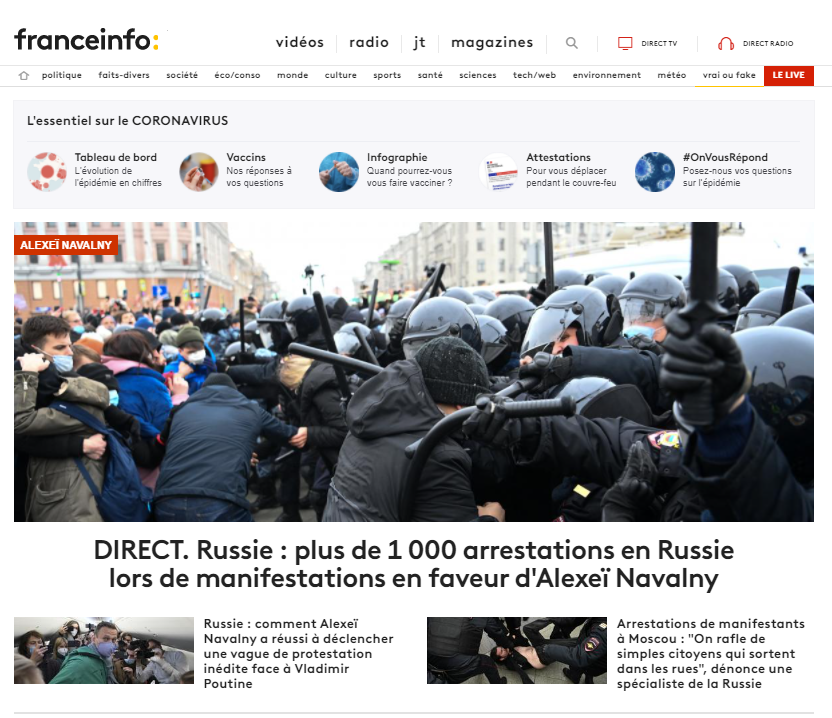 franceinfo:
vidéos radio jt magazines DIRECT TV DIRECT RADIO
politique faits-divers société éco/conso monde culture sports santé sciences tech/web environnement météo vrai ou fake LE LIVE
L'essentiel sur le CORONAVIRUS
Tableau de bord
L'évolution de
l'épidémie en chiffres
Vaccins
Nos réponses à
vos questions
Infographie
Quand pourrez-vous
vous faire vacciner ?
Attestations
Pour vous déplacer
pendant le couvre-feu
#OnVousRépond
Posez-nous vos questions
sur l'épidémie
ALEXEÏ NAVALNY
DIRECT. Russie : plus de 1 000 arrestations en Russie
lors de manifestations en faveur d'Alexeï Navalny
Russie : comment Alexeï
Navalny a réussi à déclencher
une vague de protestation
inédite face à Vladimir
Poutine
Arrestations de manifestants
à Moscou : "On rafle de
simples citoyens qui sortent
dans les rues", dénonce une
spécialiste de la Russie